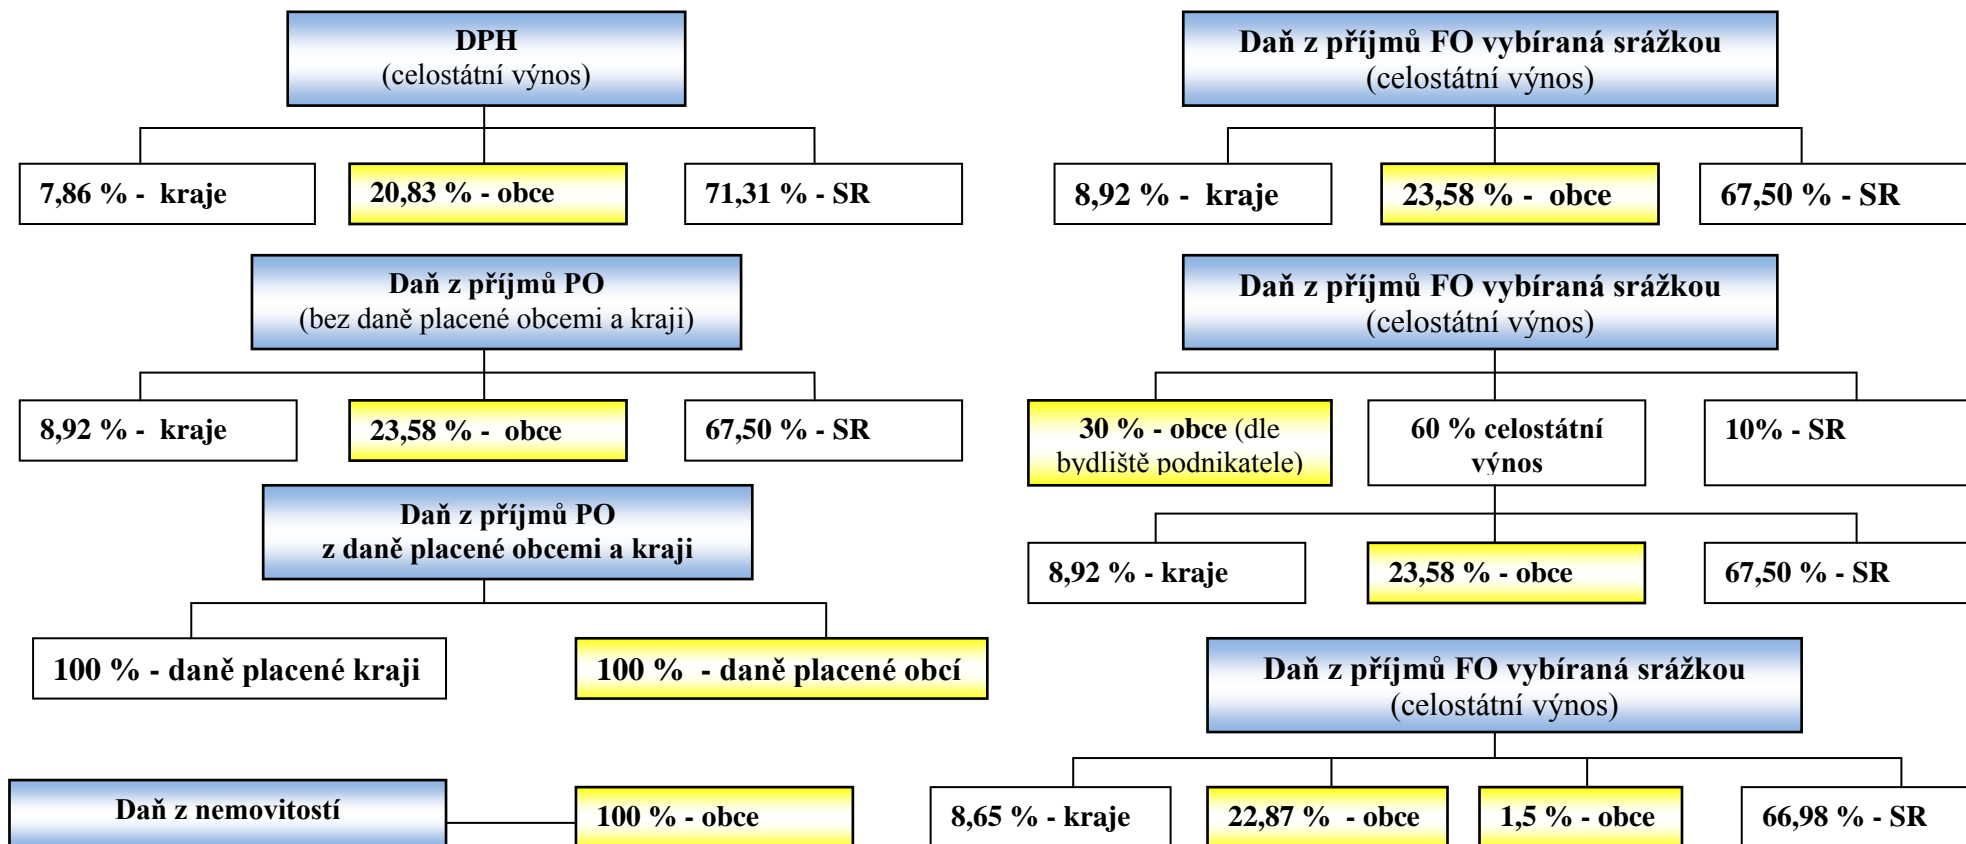 DPH
(celostátní výnos)
7,86 % - kraje
20,83 % - obce
71,31 % - SR
Daň z příjmů PO
(bez daně placené obcemi a kraji)
8,92 % - kraje
23,58 % - obce
67,50 % - SR
Daň z příjmů PO
z daně placené obcemi a kraji
100 % - daně placené kraji
100 % - daně placené obcí
Daň z nemovitostí
100 % - obce
Daň z příjmů FO vybíraná srážkou
(celostátní výnos)
8,92 % - kraje
23,58 % - obce
67,50 % - SR
Daň z příjmů FO vybíraná srážkou
(celostátní výnos)
30 % - obce (dle
bydliště podnikatele)
60 % celostátní
výnos
10% - SR
8,92 % - kraje
23,58 % - obce
67,50 % - SR
Daň z příjmů FO vybíraná srážkou
(celostátní výnos)
8,65 % - kraje
22,87 % - obce
1,5 % - obce
66,98 % - SR